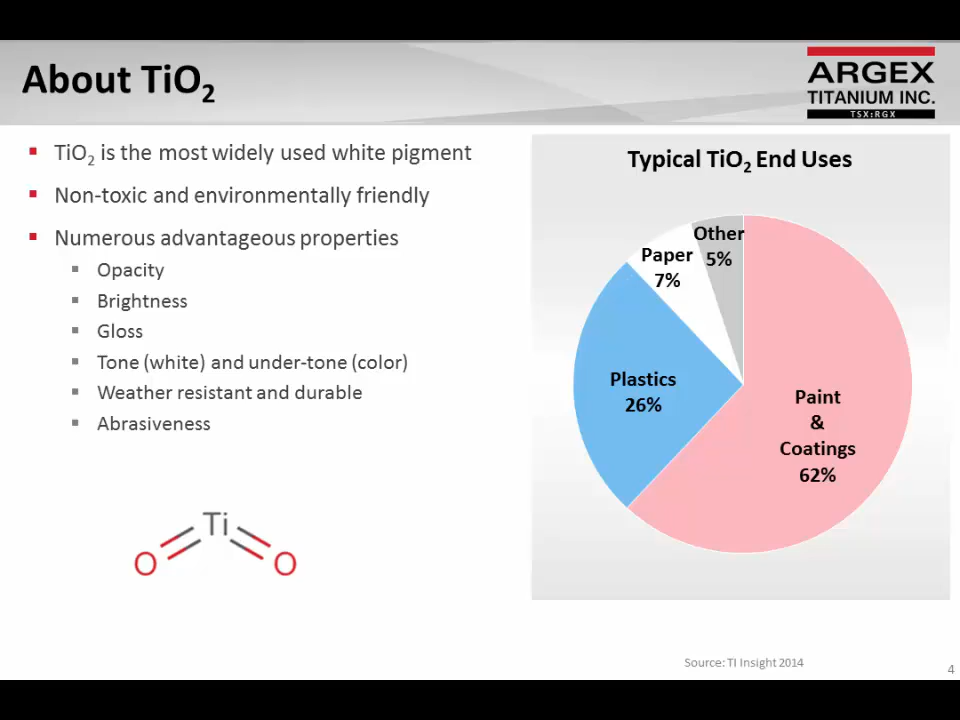 About TiO₂
ARGEX
TITANIUM INC.
TSX:RGX
TiO₂ is the most widely used white pigment
Non-toxic and environmentally friendly
Numerous advantageous properties
Opacity
Brightness
Gloss
Tone (white) and under-tone (color)
Weather resistant and durable
Abrasiveness
Ti
O O
Typical TiO₂ End Uses
Other
5%
Paper
7%
Plastics
26%
Paint
&
Coatings
62%
Source: TI Insight 2014
4